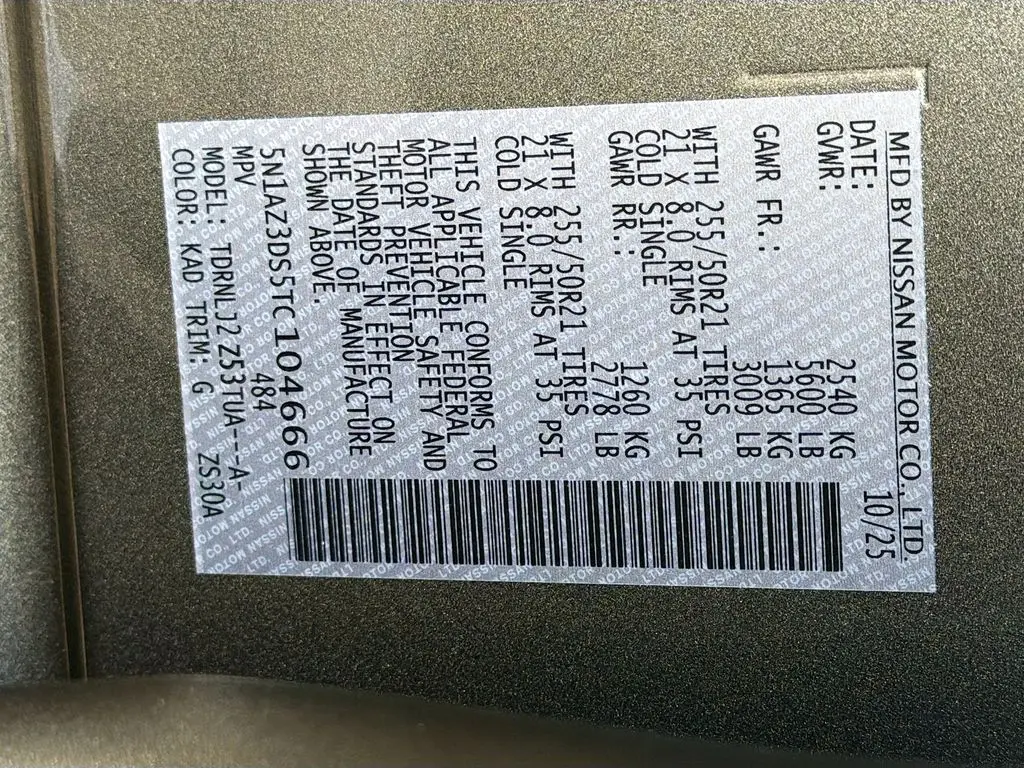 MFD BY NISSAN MOTOR CO., LTD.
DATE: 10/25
GVWR: 2540 KG
5600 LB
GAWR FR.: 1365 KG
3009 LB
WITH 255/50R21 TIRES
21 X 8.0 RIMS AT 35 PSI
COLD SINGLE
GAWR RR.: 1260 KG
2778 LB
WITH 255/50R21 TIRES
21 X 8.0 RIMS AT 35 PSI
COLD SINGLE
THIS VEHICLE CONFORMS TO
ALL APPLICABLE FEDERAL
MOTOR VEHICLE SAFETY AND
THEFT PREVENTION
STANDARDS IN EFFECT ON
THE DATE OF MANUFACTURE
SHOWN ABOVE.
5N1AZ3DS5TC104666
MPV 484
MODEL: TDRNLJ2 Z53TUA---A-
COLOR: KAD TRIM: G ZS30A